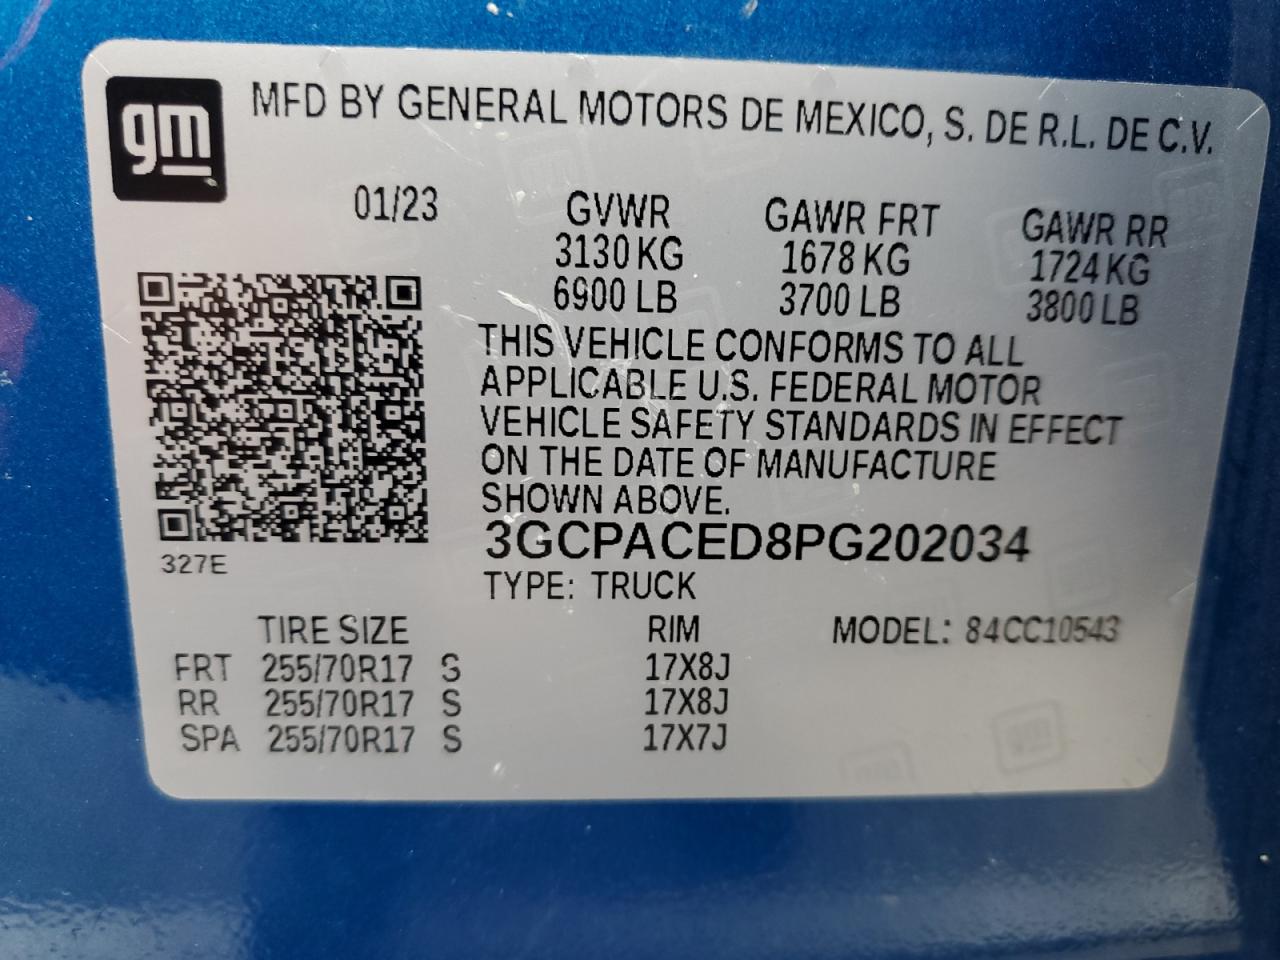 gm
MFD BY GENERAL MOTORS DE MEXICO, S. DE R.L. DE C.V.
01/23
GVWR GAWR FRT GAWR RR
3130 KG 1678 KG 1724 KG
6900 LB 3700 LB 3800 LB
THIS VEHICLE CONFORMS TO ALL
APPLICABLE U.S. FEDERAL MOTOR
VEHICLE SAFETY STANDARDS IN EFFECT
ON THE DATE OF MANUFACTURE
SHOWN ABOVE.
3GCPACED8PG202034
327E
TYPE: TRUCK
TIRE SIZE RIM MODEL: 84CC10543
FRT 255/70R17 S 17X8J
RR 255/70R17 S 17X8J
SPA 255/70R17 S 17X7J